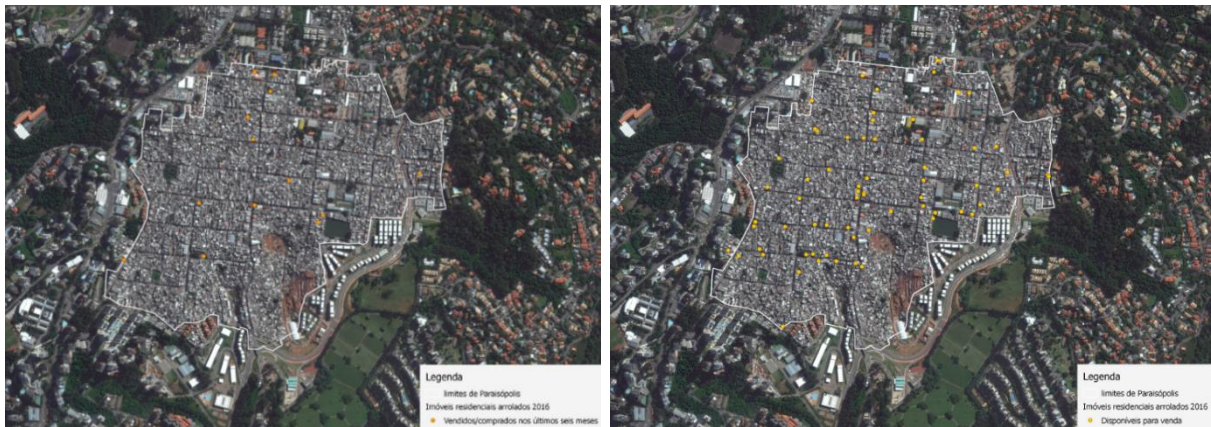 Legenda
limites de Paraisópolis
Imóveis residenciais arrolados 2016
Vendidos/comprados nos últimos seis meses
Legenda
limites de Paraisópolis
Imóveis residenciais arrolados 2016
Disponíveis para venda